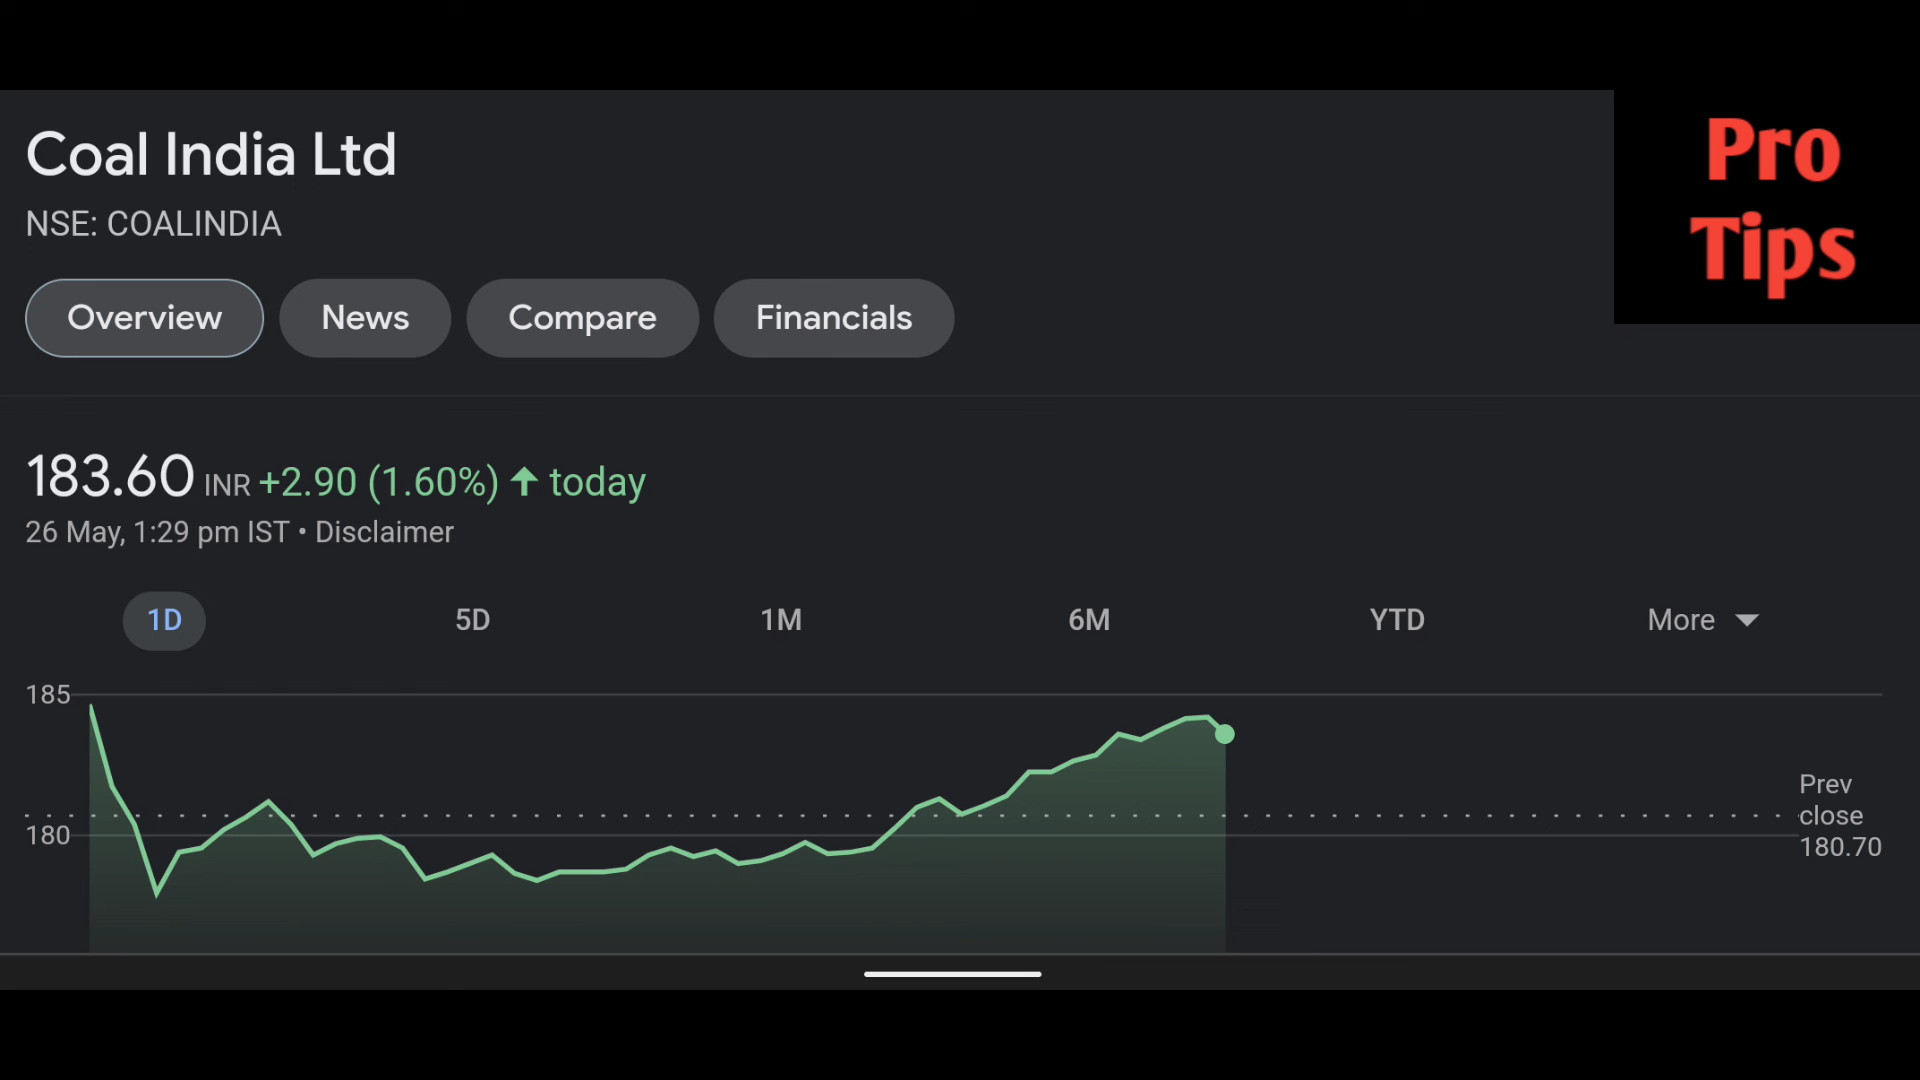 Coal India Ltd
NSE: COALINDIA
Pro
Tips
Overview
News
Compare
Financials
183.60 INR +2.90 (1.60%) ↑ today
26 May, 1:29 pm IST • Disclaimer
1D
5D
1M
6M
YTD
More
185
180
Prev
close
180.70